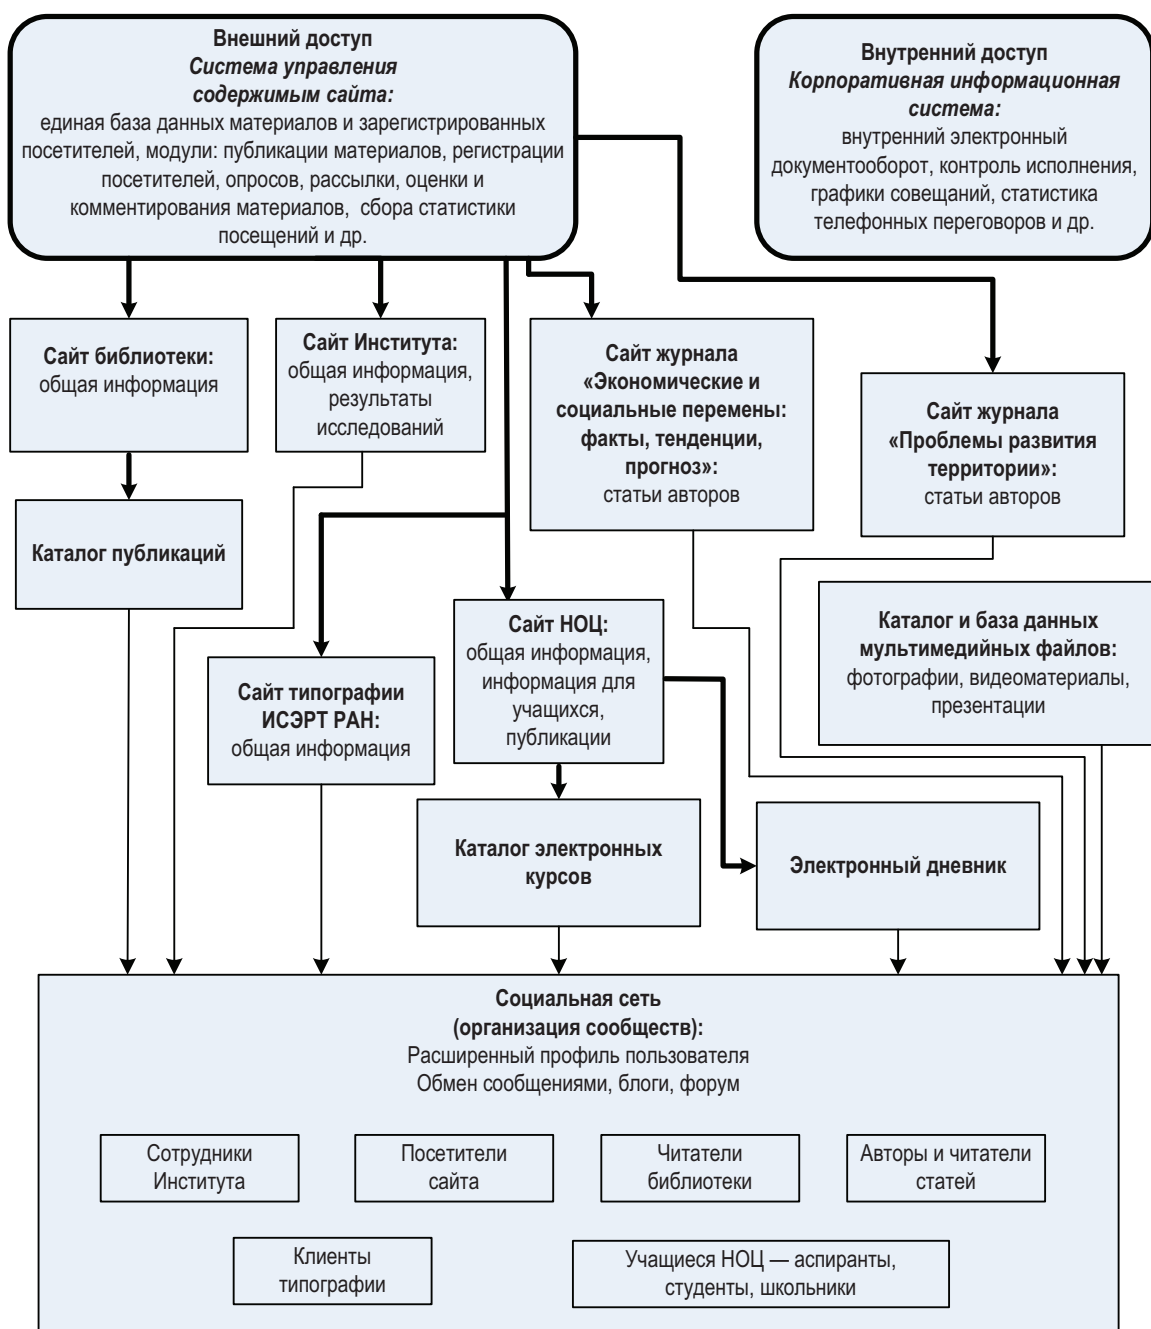 Внешний доступ
Система управления
содержимым сайта:
единая база данных материалов и зарегистрированных
посетителей, модули: публикации материалов, регистрации
посетителей, опросов, рассылки, оценки и
комментирования материалов, сбора статистики
посещений и др.
Внутренний доступ
Корпоративная информационная
система:
внутренний электронный
документооборот, контроль исполнения,
графики совещаний, статистика
телефонных переговоров и др.
Сайт библиотеки:
общая информация
Сайт Института:
общая информация,
результаты
исследований
Сайт журнала
«Экономические и
социальные перемены:
факты, тенденции,
прогноз»:
статьи авторов
Сайт журнала
«Проблемы развития
территории»:
статьи авторов
Каталог публикаций
Сайт типографии
ИСЭРТ РАН:
общая информация
Сайт НОЦ:
общая информация,
информация для
учащихся,
публикации
Каталог и база данных
мультимедийных файлов:
фотографии, видеоматериалы,
презентации
Каталог электронных
курсов
Электронный дневник
Социальная сеть
(организация сообществ):
Расширенный профиль пользователя
Обмен сообщениями, блоги, форум
Сотрудники
Института
Посетители
сайта
Читатели
библиотеки
Авторы и читатели
статей
Клиенты
типографии
Учащиеся НОЦ — аспиранты,
студенты, школьники